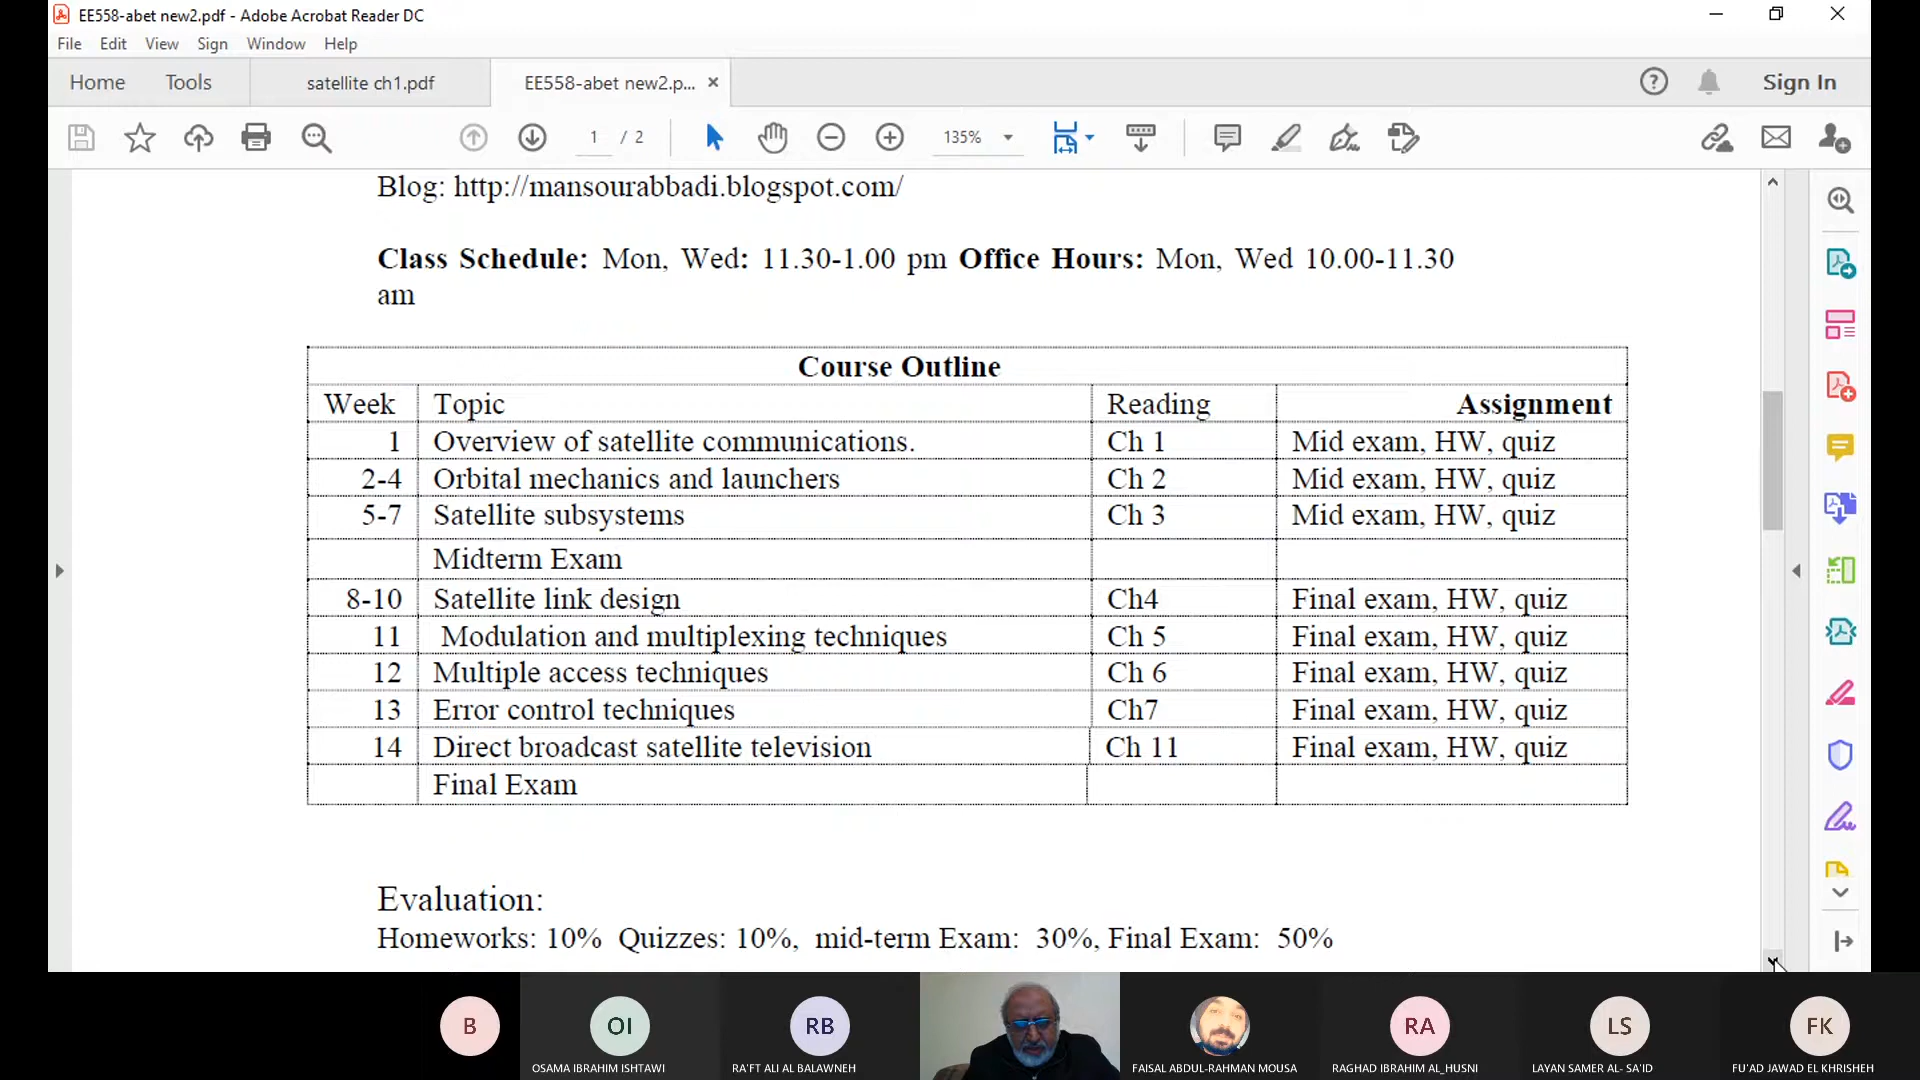 EE558-abet new2.pdf - Adobe Acrobat Reader DC
File Edit View Sign Window Help
Home Tools satellite ch1.pdf EE558-abet new2.p... Sign In
1 / 2 135%
Blog: http://mansourabbadi.blogspot.com/
Class Schedule: Mon, Wed: 11.30-1.00 pm Office Hours: Mon, Wed 10.00-11.30
am
Course Outline
Week Topic Reading Assignment
1 Overview of satellite communications. Ch 1 Mid exam, HW, quiz
2-4 Orbital mechanics and launchers Ch 2 Mid exam, HW, quiz
5-7 Satellite subsystems Ch 3 Mid exam, HW, quiz
Midterm Exam
8-10 Satellite link design Ch4 Final exam, HW, quiz
11 Modulation and multiplexing techniques Ch 5 Final exam, HW, quiz
12 Multiple access techniques Ch 6 Final exam, HW, quiz
13 Error control techniques Ch7 Final exam, HW, quiz
14 Direct broadcast satellite television Ch 11 Final exam, HW, quiz
Final Exam
Evaluation:
Homeworks: 10% Quizzes: 10%, mid-term Exam: 30%, Final Exam: 50%
B OI RB RA LS FK
OSAMA IBRAHIM ISHTAWI RA'FT ALI AL BALAWNEH FAISAL ABDUL-RAHMAN MOUSA RAGHAD IBRAHIM AL_HUSNI LAYAN SAMER AL- SA'ID FU'AD JAWAD EL KHRISHEH